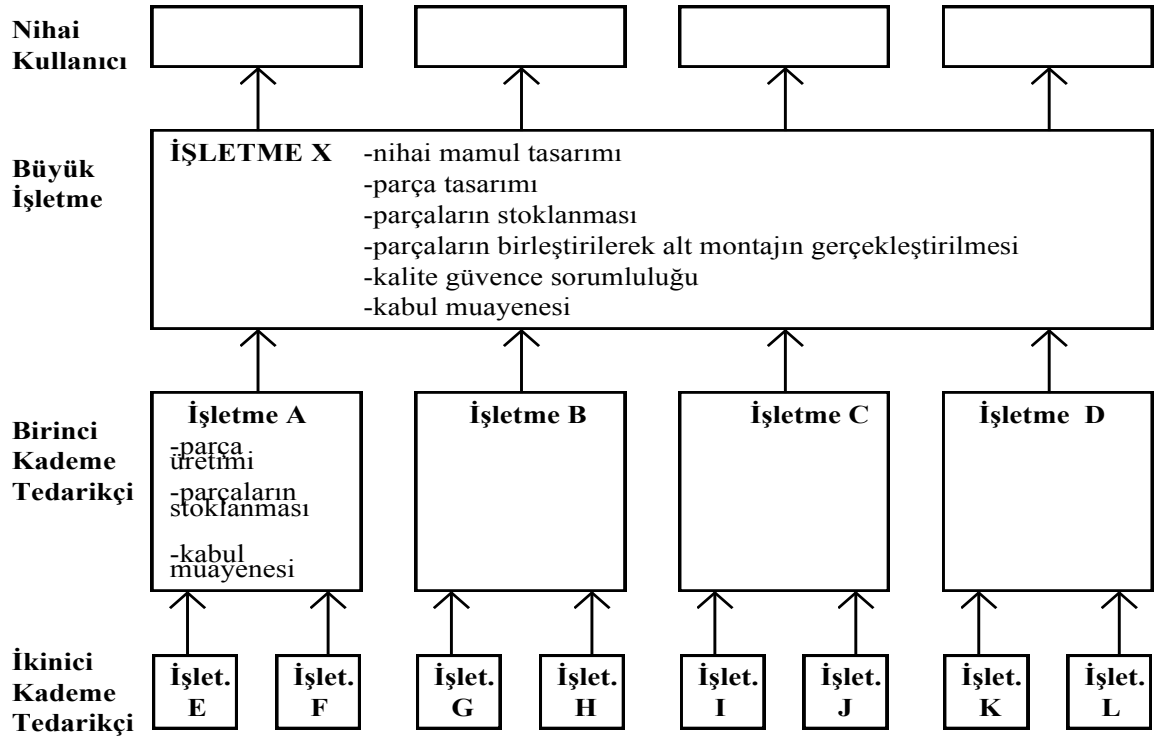 Nihai
Kullanıcı
Büyük
İşletme
İŞLETME X -nihai mamul tasarımı
-parça tasarımı
-parçaların stoklanması
-parçaların birleştirilerek alt montajın gerçekleştirilmesi
-kalite güvence sorumluluğu
-kabul muayenesi
Birinci
Kademe
Tedarikçi
İşletme A
-parça
üretimi
-parçaların
stoklanması
-kabul
muayenesi
İşletme B
İşletme C
İşletme D
İkinici
Kademe
Tedarikçi
İşlet.
E
İşlet.
F
İşlet.
G
İşlet.
H
İşlet.
I
İşlet.
J
İşlet.
K
İşlet.
L